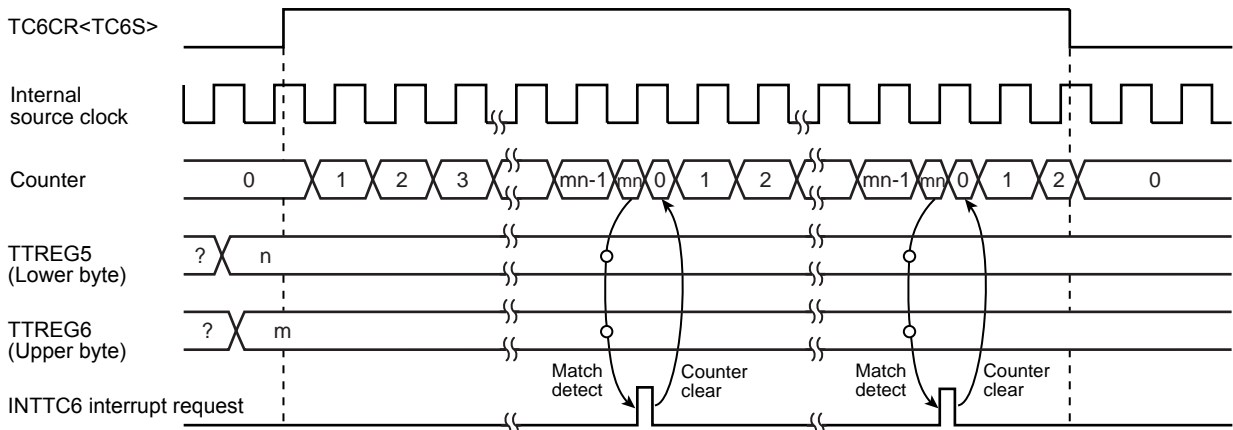 TC6CR<TC6S>
Internal
source clock
Counter
0 1 2 3 mn-1 mn 0 1 2 mn-1 mn 0 1 2 0
TTREG5
(Lower byte)
? n
TTREG6
(Upper byte)
? m
Match
detect
Counter
clear
Match
detect
Counter
clear
INTTC6 interrupt request